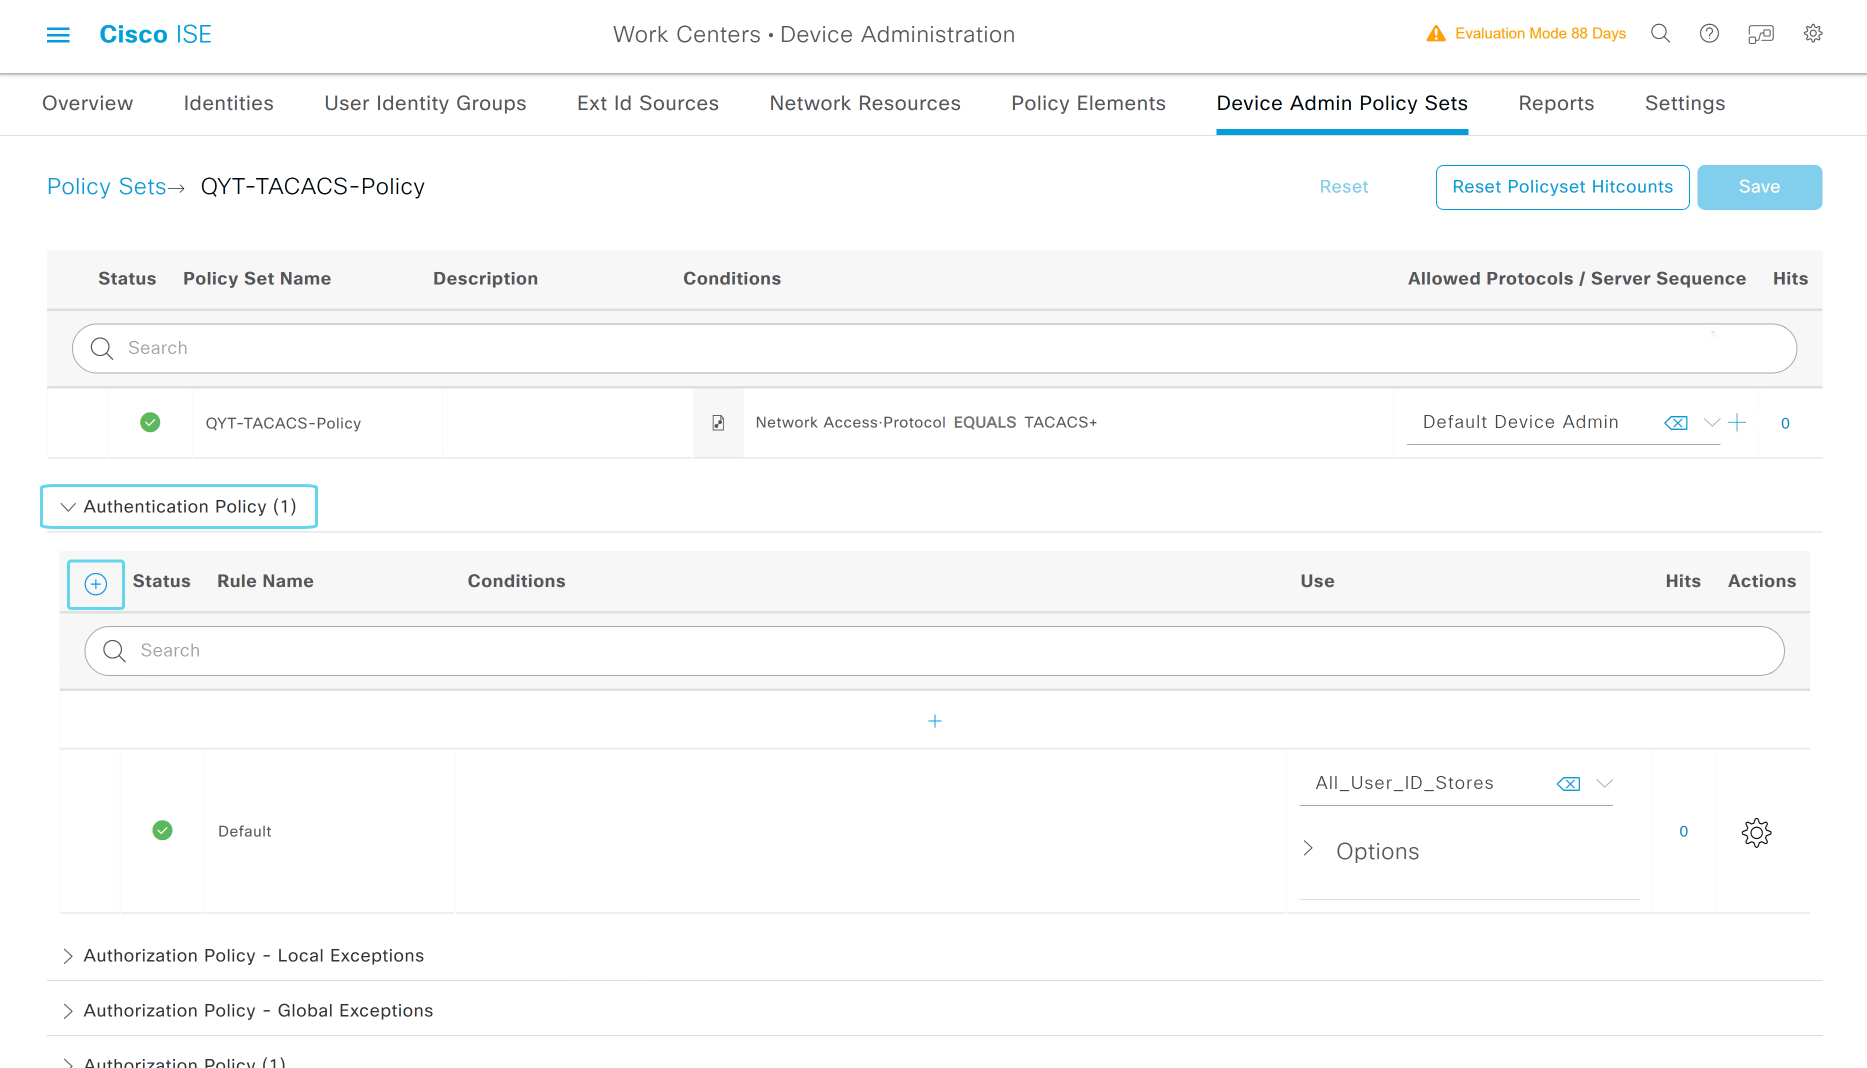 Cisco ISE
Work Centers • Device Administration
Evaluation Mode 88 Days
Overview Identities User Identity Groups Ext Id Sources Network Resources Policy Elements Device Admin Policy Sets Reports Settings
Policy Sets→ QYT-TACACS-Policy
Reset
Reset Policyset Hitcounts
Save
Status Policy Set Name Description Conditions Allowed Protocols / Server Sequence Hits
Search
QYT-TACACS-Policy Network Access·Protocol EQUALS TACACS+ Default Device Admin 0
Authentication Policy (1)
Status Rule Name Conditions Use Hits Actions
Search
All_User_ID_Stores
Default 0
Options
Authorization Policy - Local Exceptions
Authorization Policy - Global Exceptions
Authorization Policy (1)